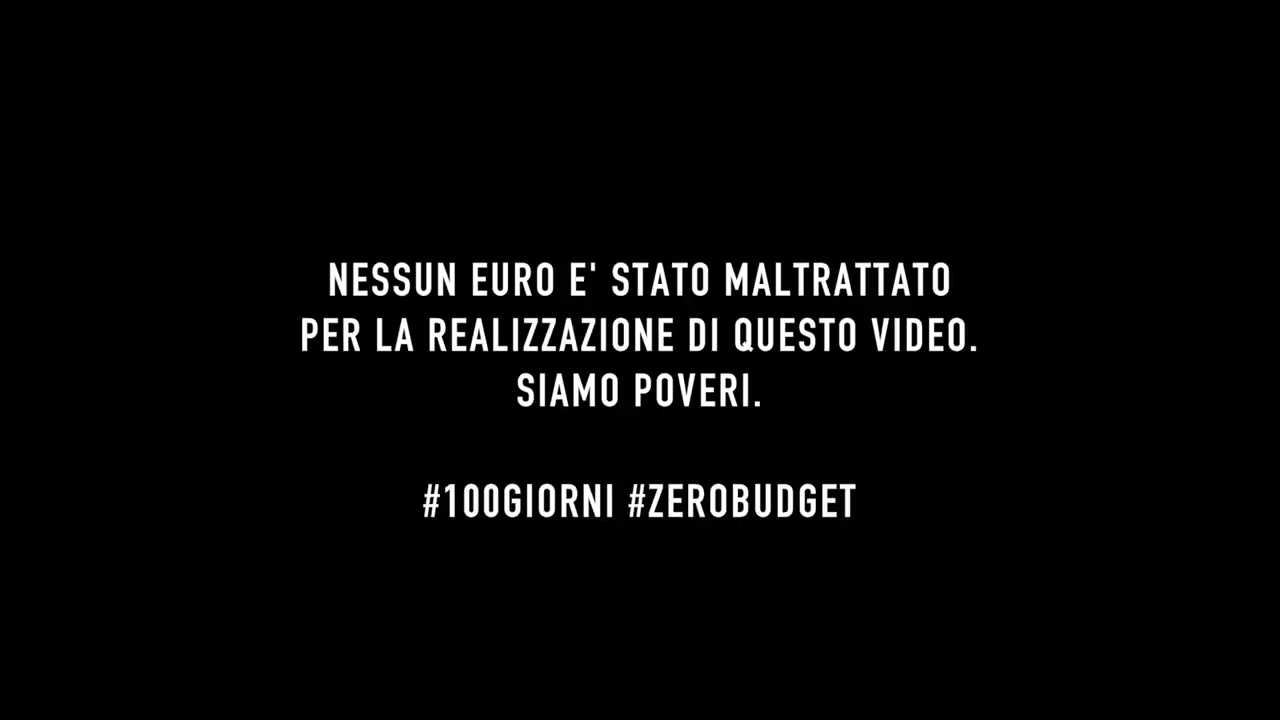 NESSUN EURO E' STATO MALTRATTATO
PER LA REALIZZAZIONE DI QUESTO VIDEO.
SIAMO POVERI.
#100GIORNI #ZEROBUDGET